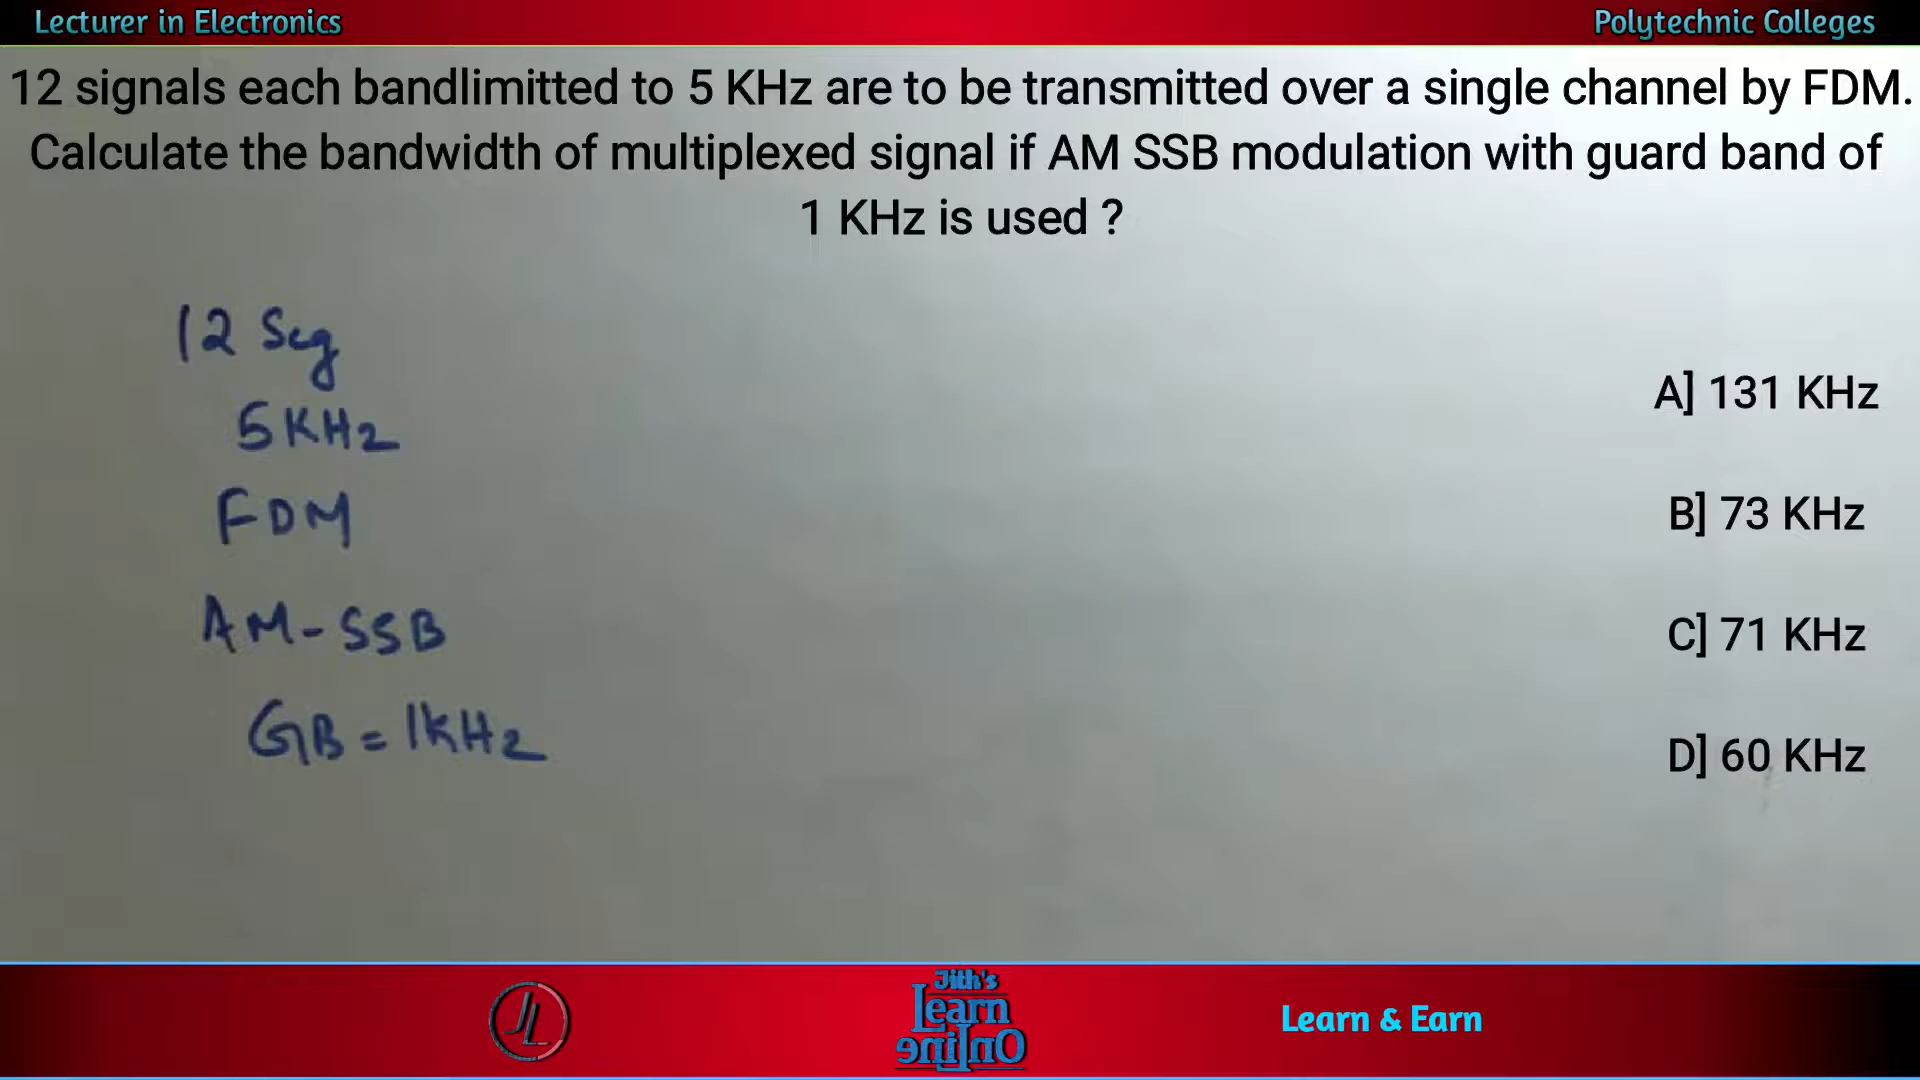 Lecturer in Electronics
Polytechnic Colleges
12 signals each bandlimitted to 5 KHz are to be transmitted over a single channel by FDM.
Calculate the bandwidth of multiplexed signal if AM SSB modulation with guard band of
1 KHz is used ?
12 Sig
5KHz
FDM
AM-SSB
GB = 1kHz
A] 131 KHz
B] 73 KHz
C] 71 KHz
D] 60 KHz
JL
Jith's
Learn
OnLine
Learn & Earn